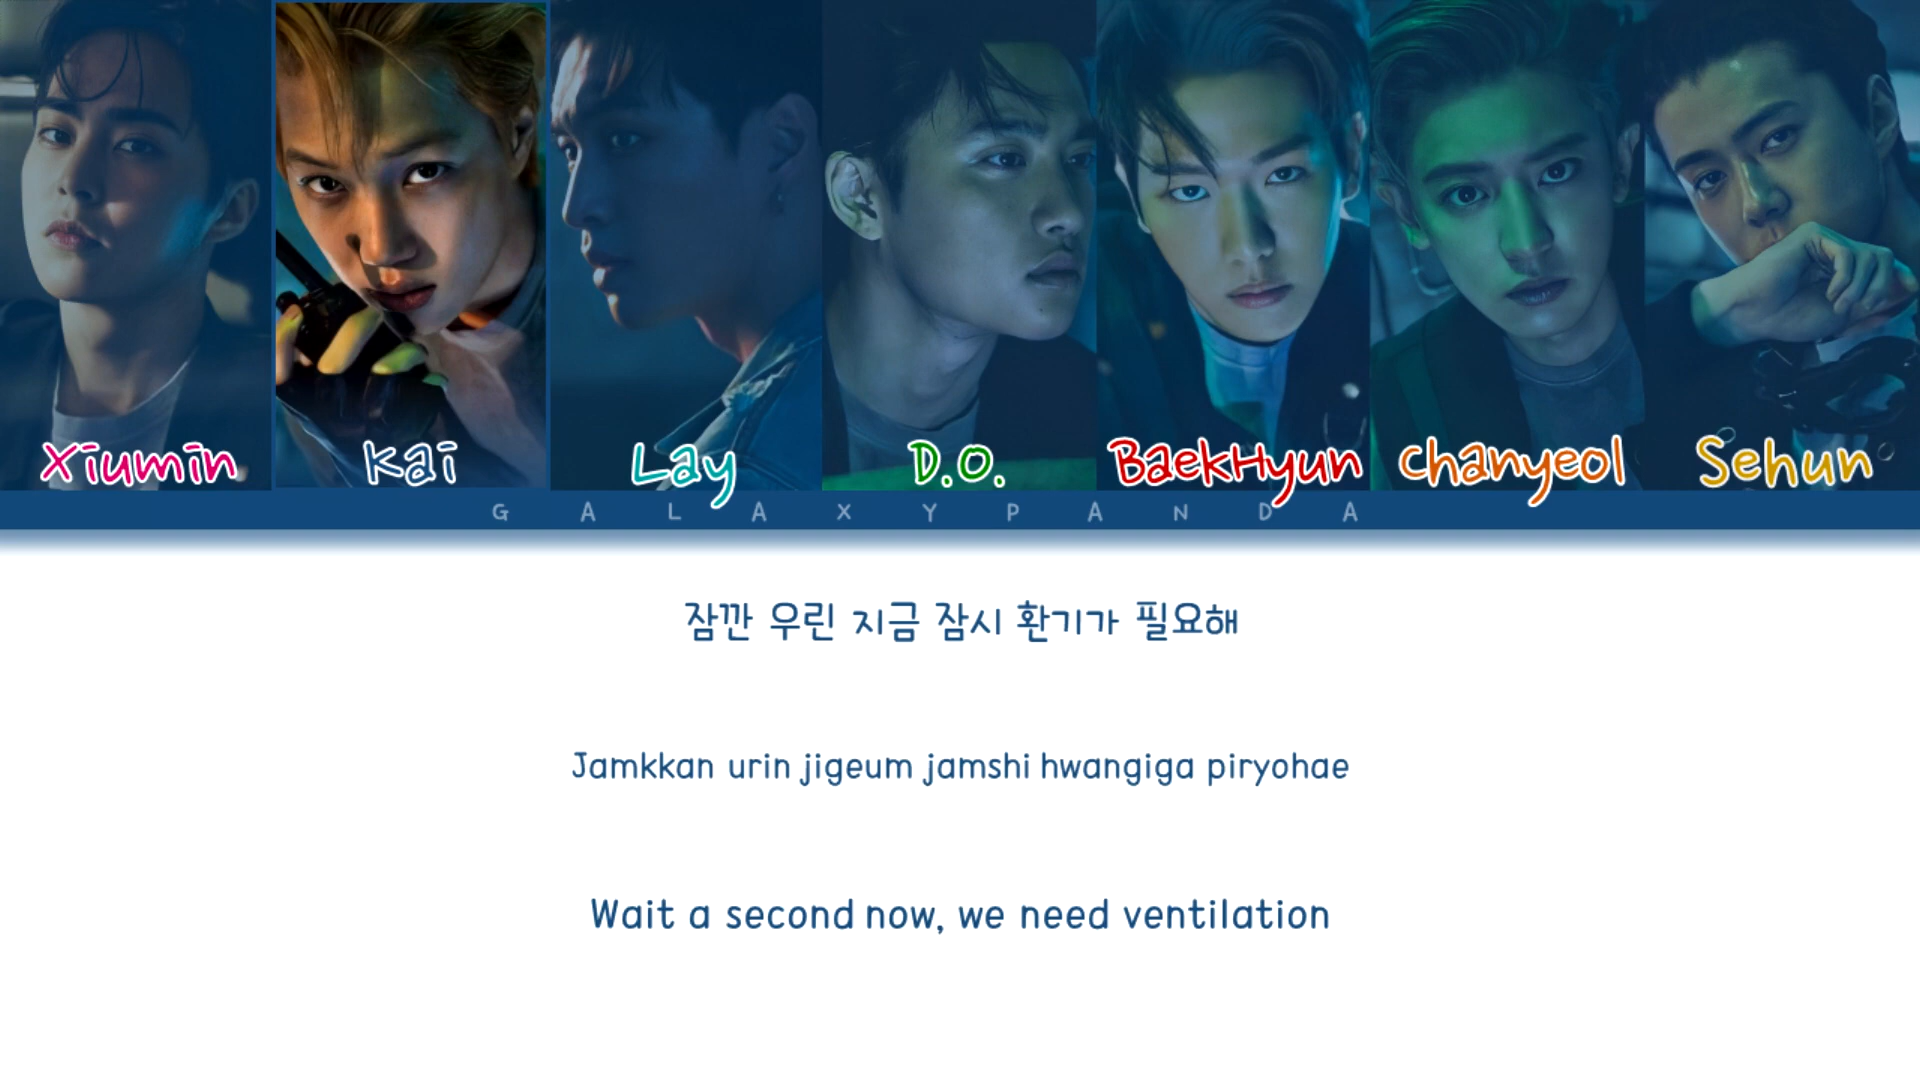 Xiumin Kai Lay D.O. BaekHyun Chanyeol Sehun
GALAXYPANDA
잠깐 우린 지금 잠시 환기가 필요해
Jamkkan urin jigeum jamshi hwangiga piryohae
Wait a second now, we need ventilation